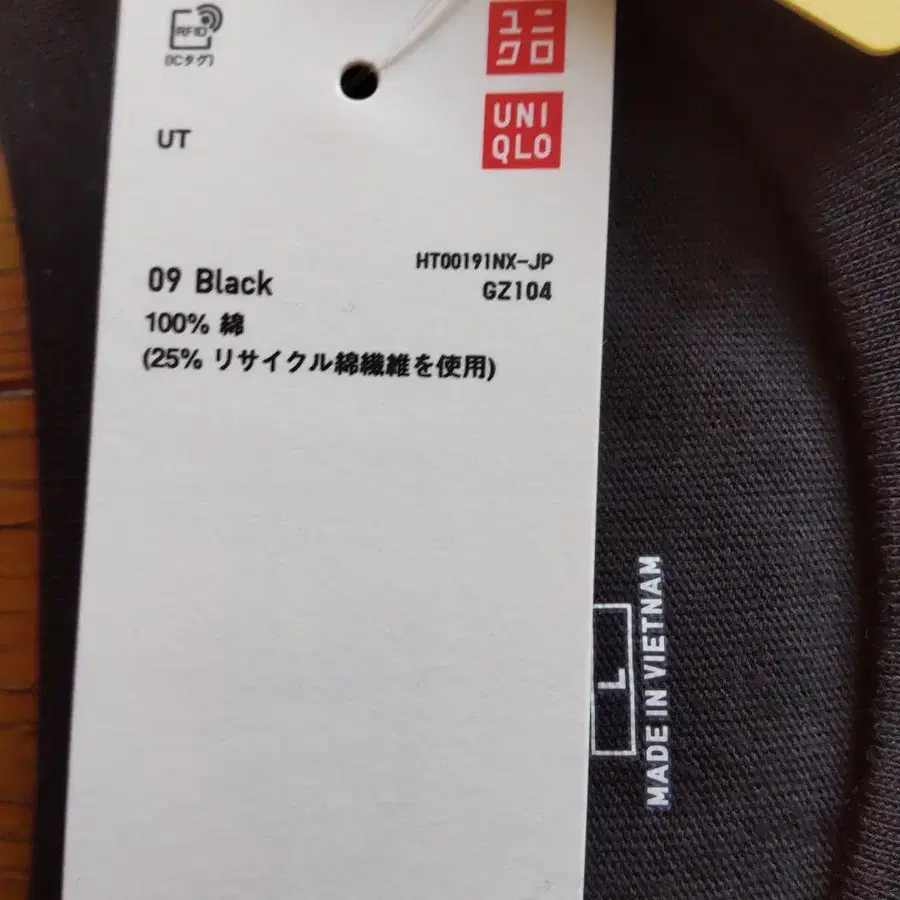 RFID
(ICタグ)
ユニ
クロ
UNI
QLO
UT
HT00191NX-JP
09 Black
GZ104
100% 綿
(25% リサイクル綿繊維を使用)
L
MADE IN VIETNAM